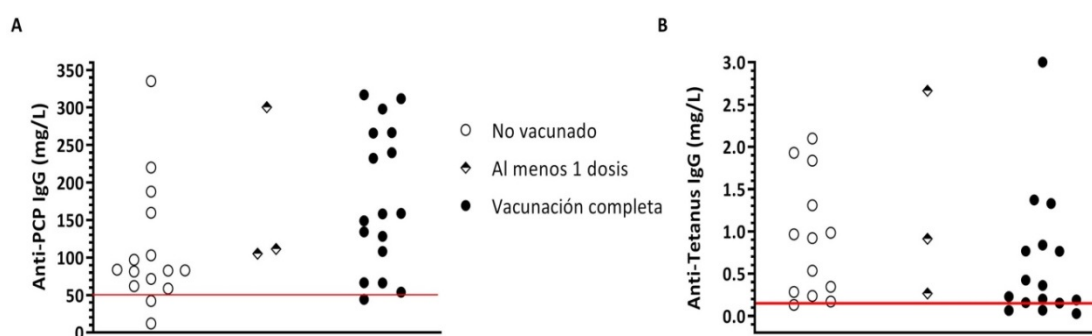 A
Anti-PCP IgG (mg/L)
350
300
250
200
150
100
50
0
No vacunado
Al menos 1 dosis
Vacunación completa
B
Anti-Tetanus IgG (mg/L)
3.0
2.5
2.0
1.5
1.0
0.5
0.0